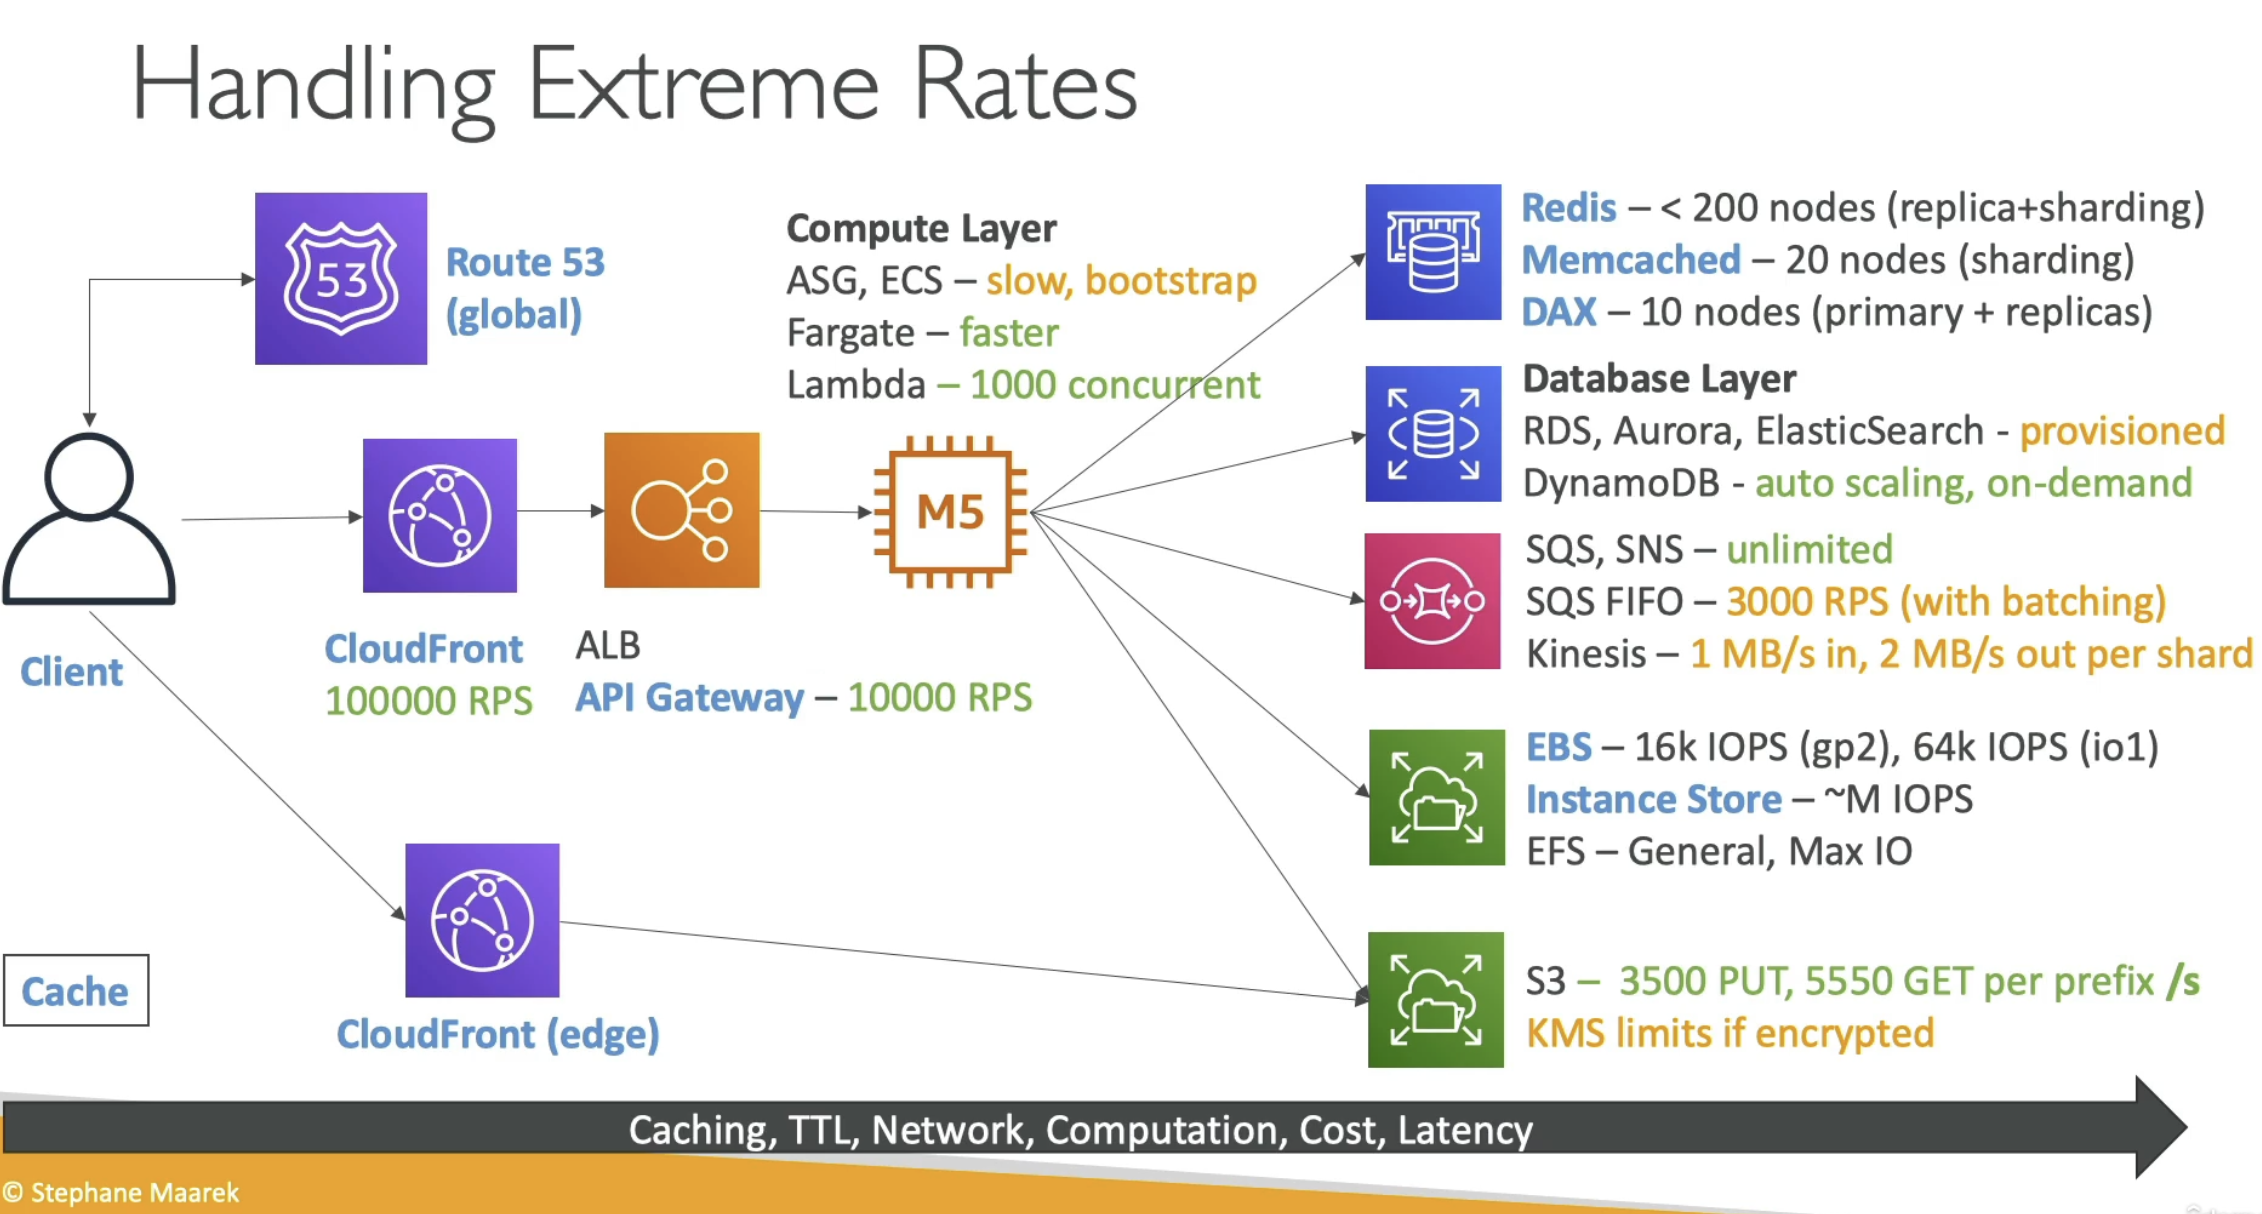 Handling Extreme Rates
53
Route 53
(global)
Compute Layer
ASG, ECS – slow, bootstrap
Fargate – faster
Lambda – 1000 concurrent
Redis – < 200 nodes (replica+sharding)
Memcached – 20 nodes (sharding)
DAX – 10 nodes (primary + replicas)
Database Layer
RDS, Aurora, ElasticSearch - provisioned
DynamoDB - auto scaling, on-demand
M5
SQS, SNS – unlimited
SQS FIFO – 3000 RPS (with batching)
Kinesis – 1 MB/s in, 2 MB/s out per shard
Client
CloudFront
100000 RPS
ALB
API Gateway – 10000 RPS
EBS – 16k IOPS (gp2), 64k IOPS (io1)
Instance Store – ~M IOPS
EFS – General, Max IO
Cache
CloudFront (edge)
S3 – 3500 PUT, 5550 GET per prefix /s
KMS limits if encrypted
Caching, TTL, Network, Computation, Cost, Latency
© Stephane Maarek